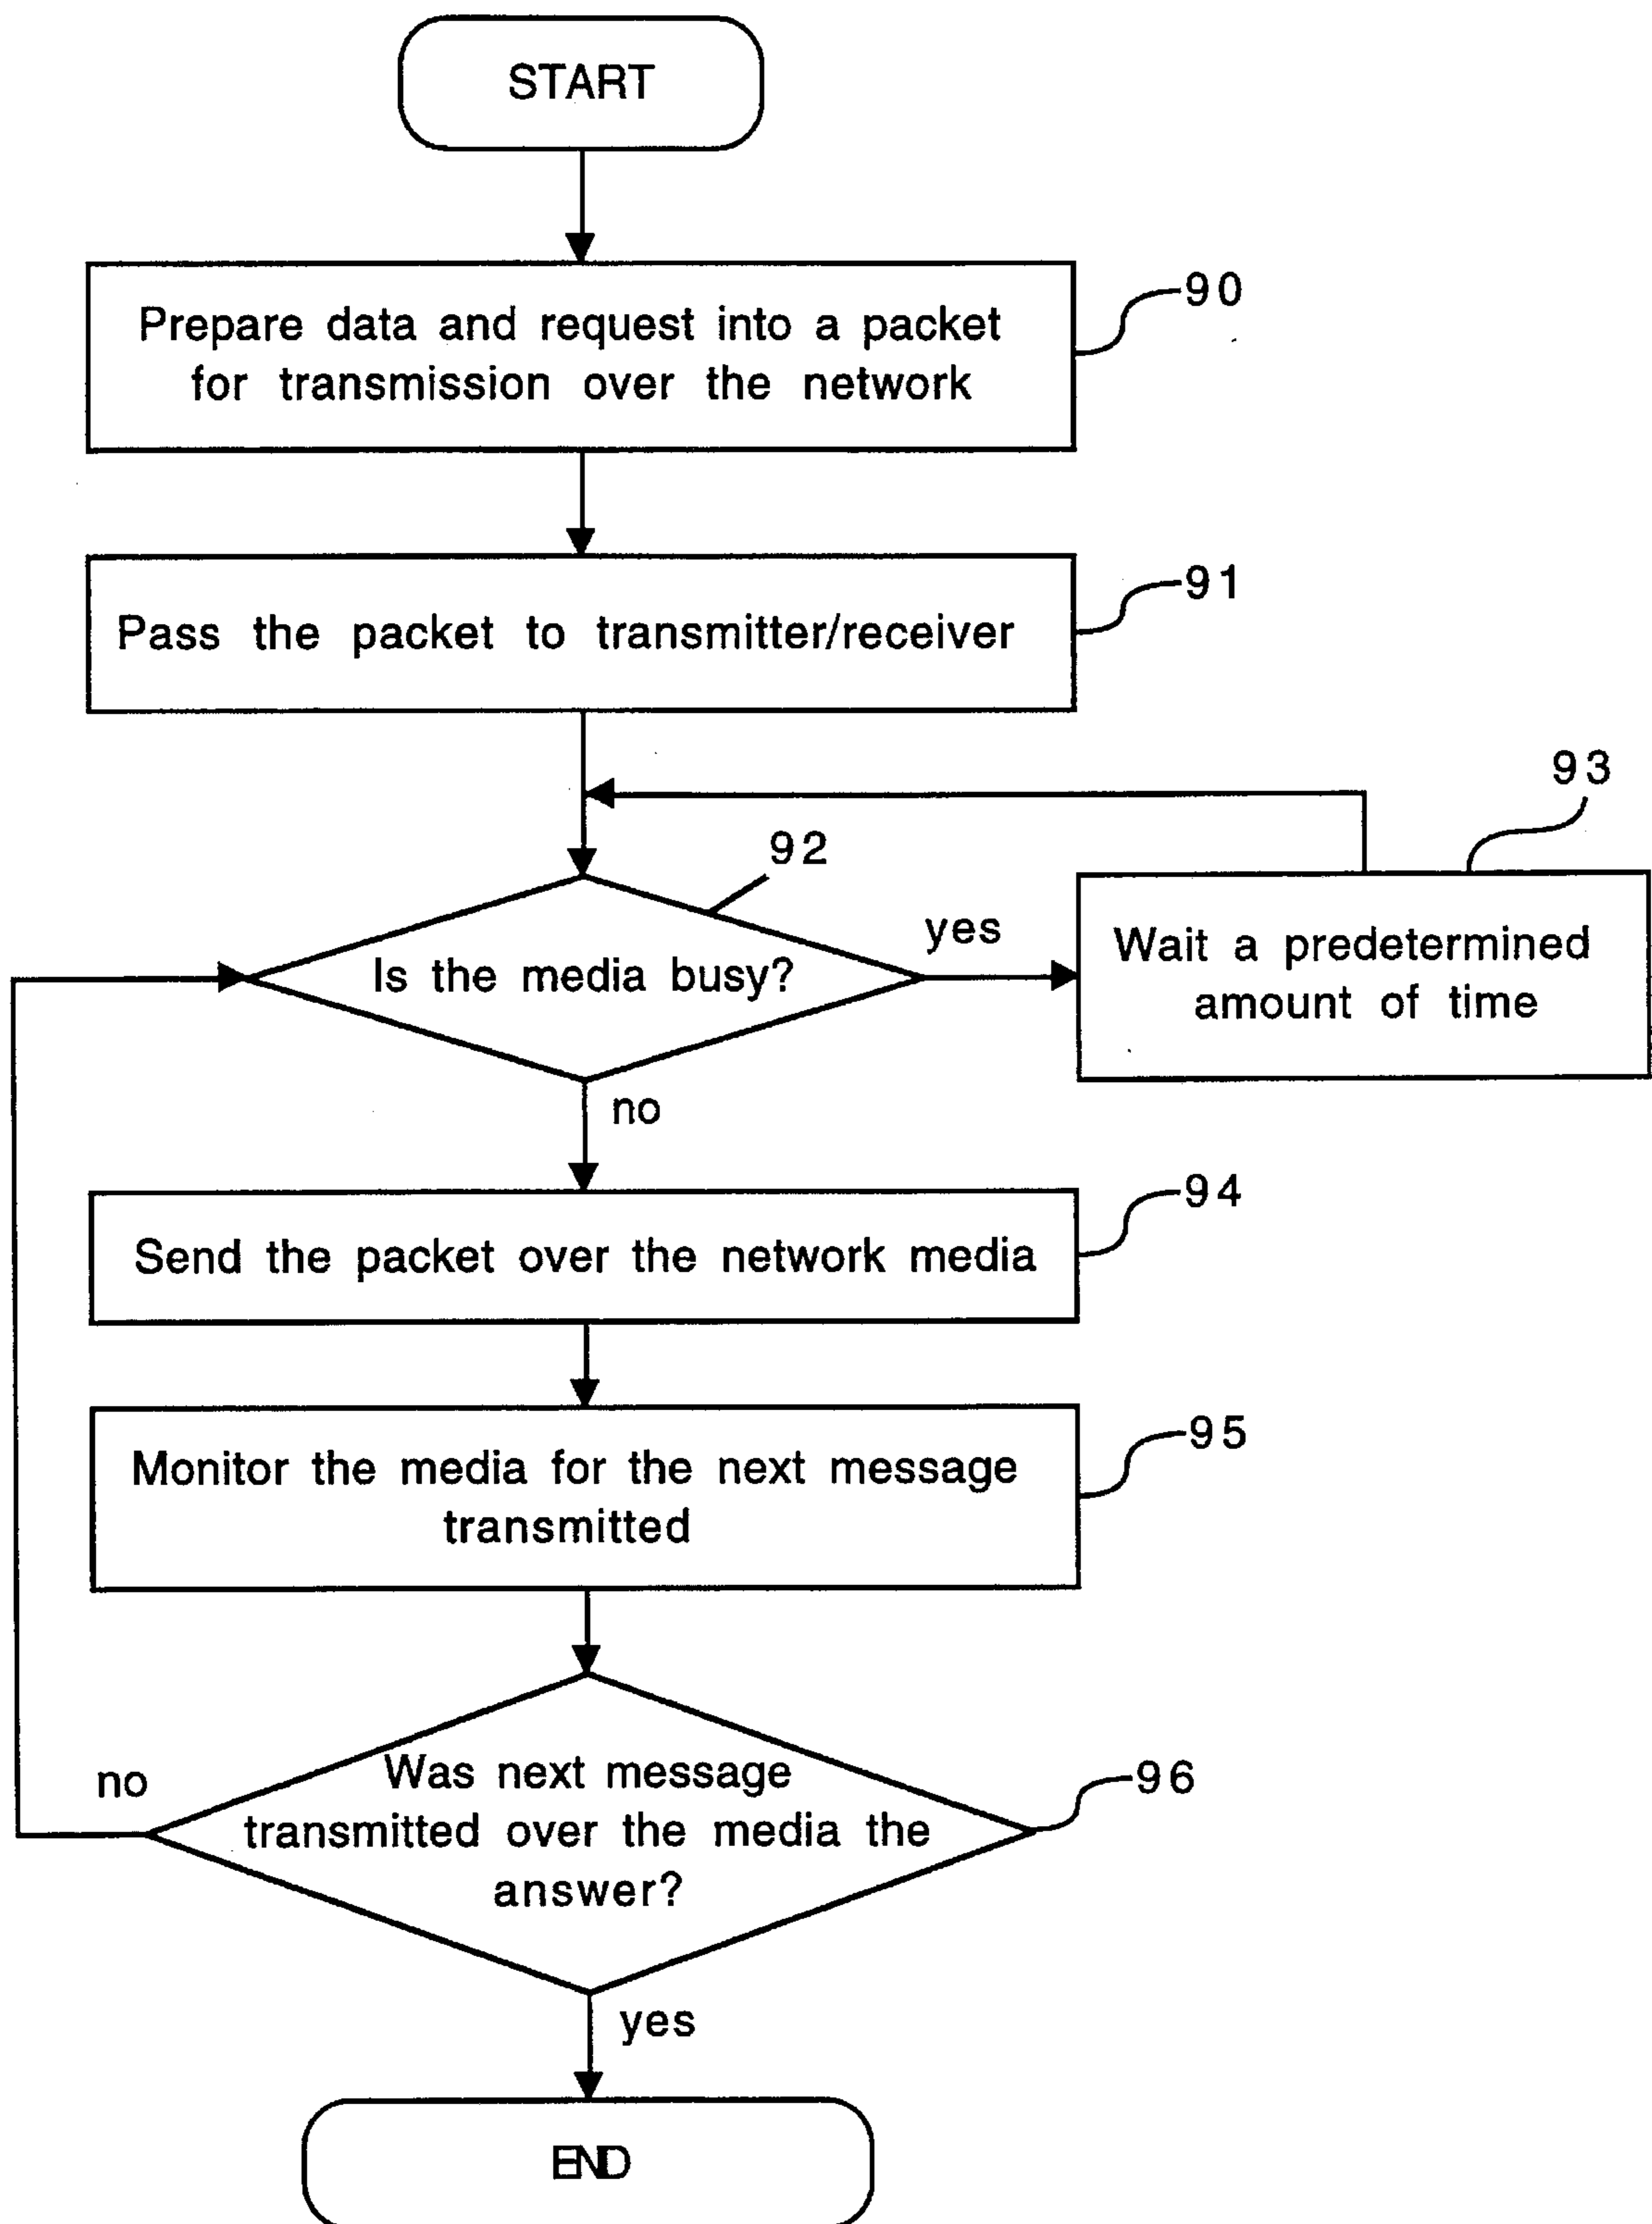 START
90
Prepare data and request into a packet
for transmission over the network
91
Pass the packet to transmitter/receiver
93
92
yes
Wait a predetermined
amount of time
Is the media busy?
no
94
Send the packet over the network media
95
Monitor the media for the next message
transmitted
no
Was next message
transmitted over the media the
answer?
96
yes
END